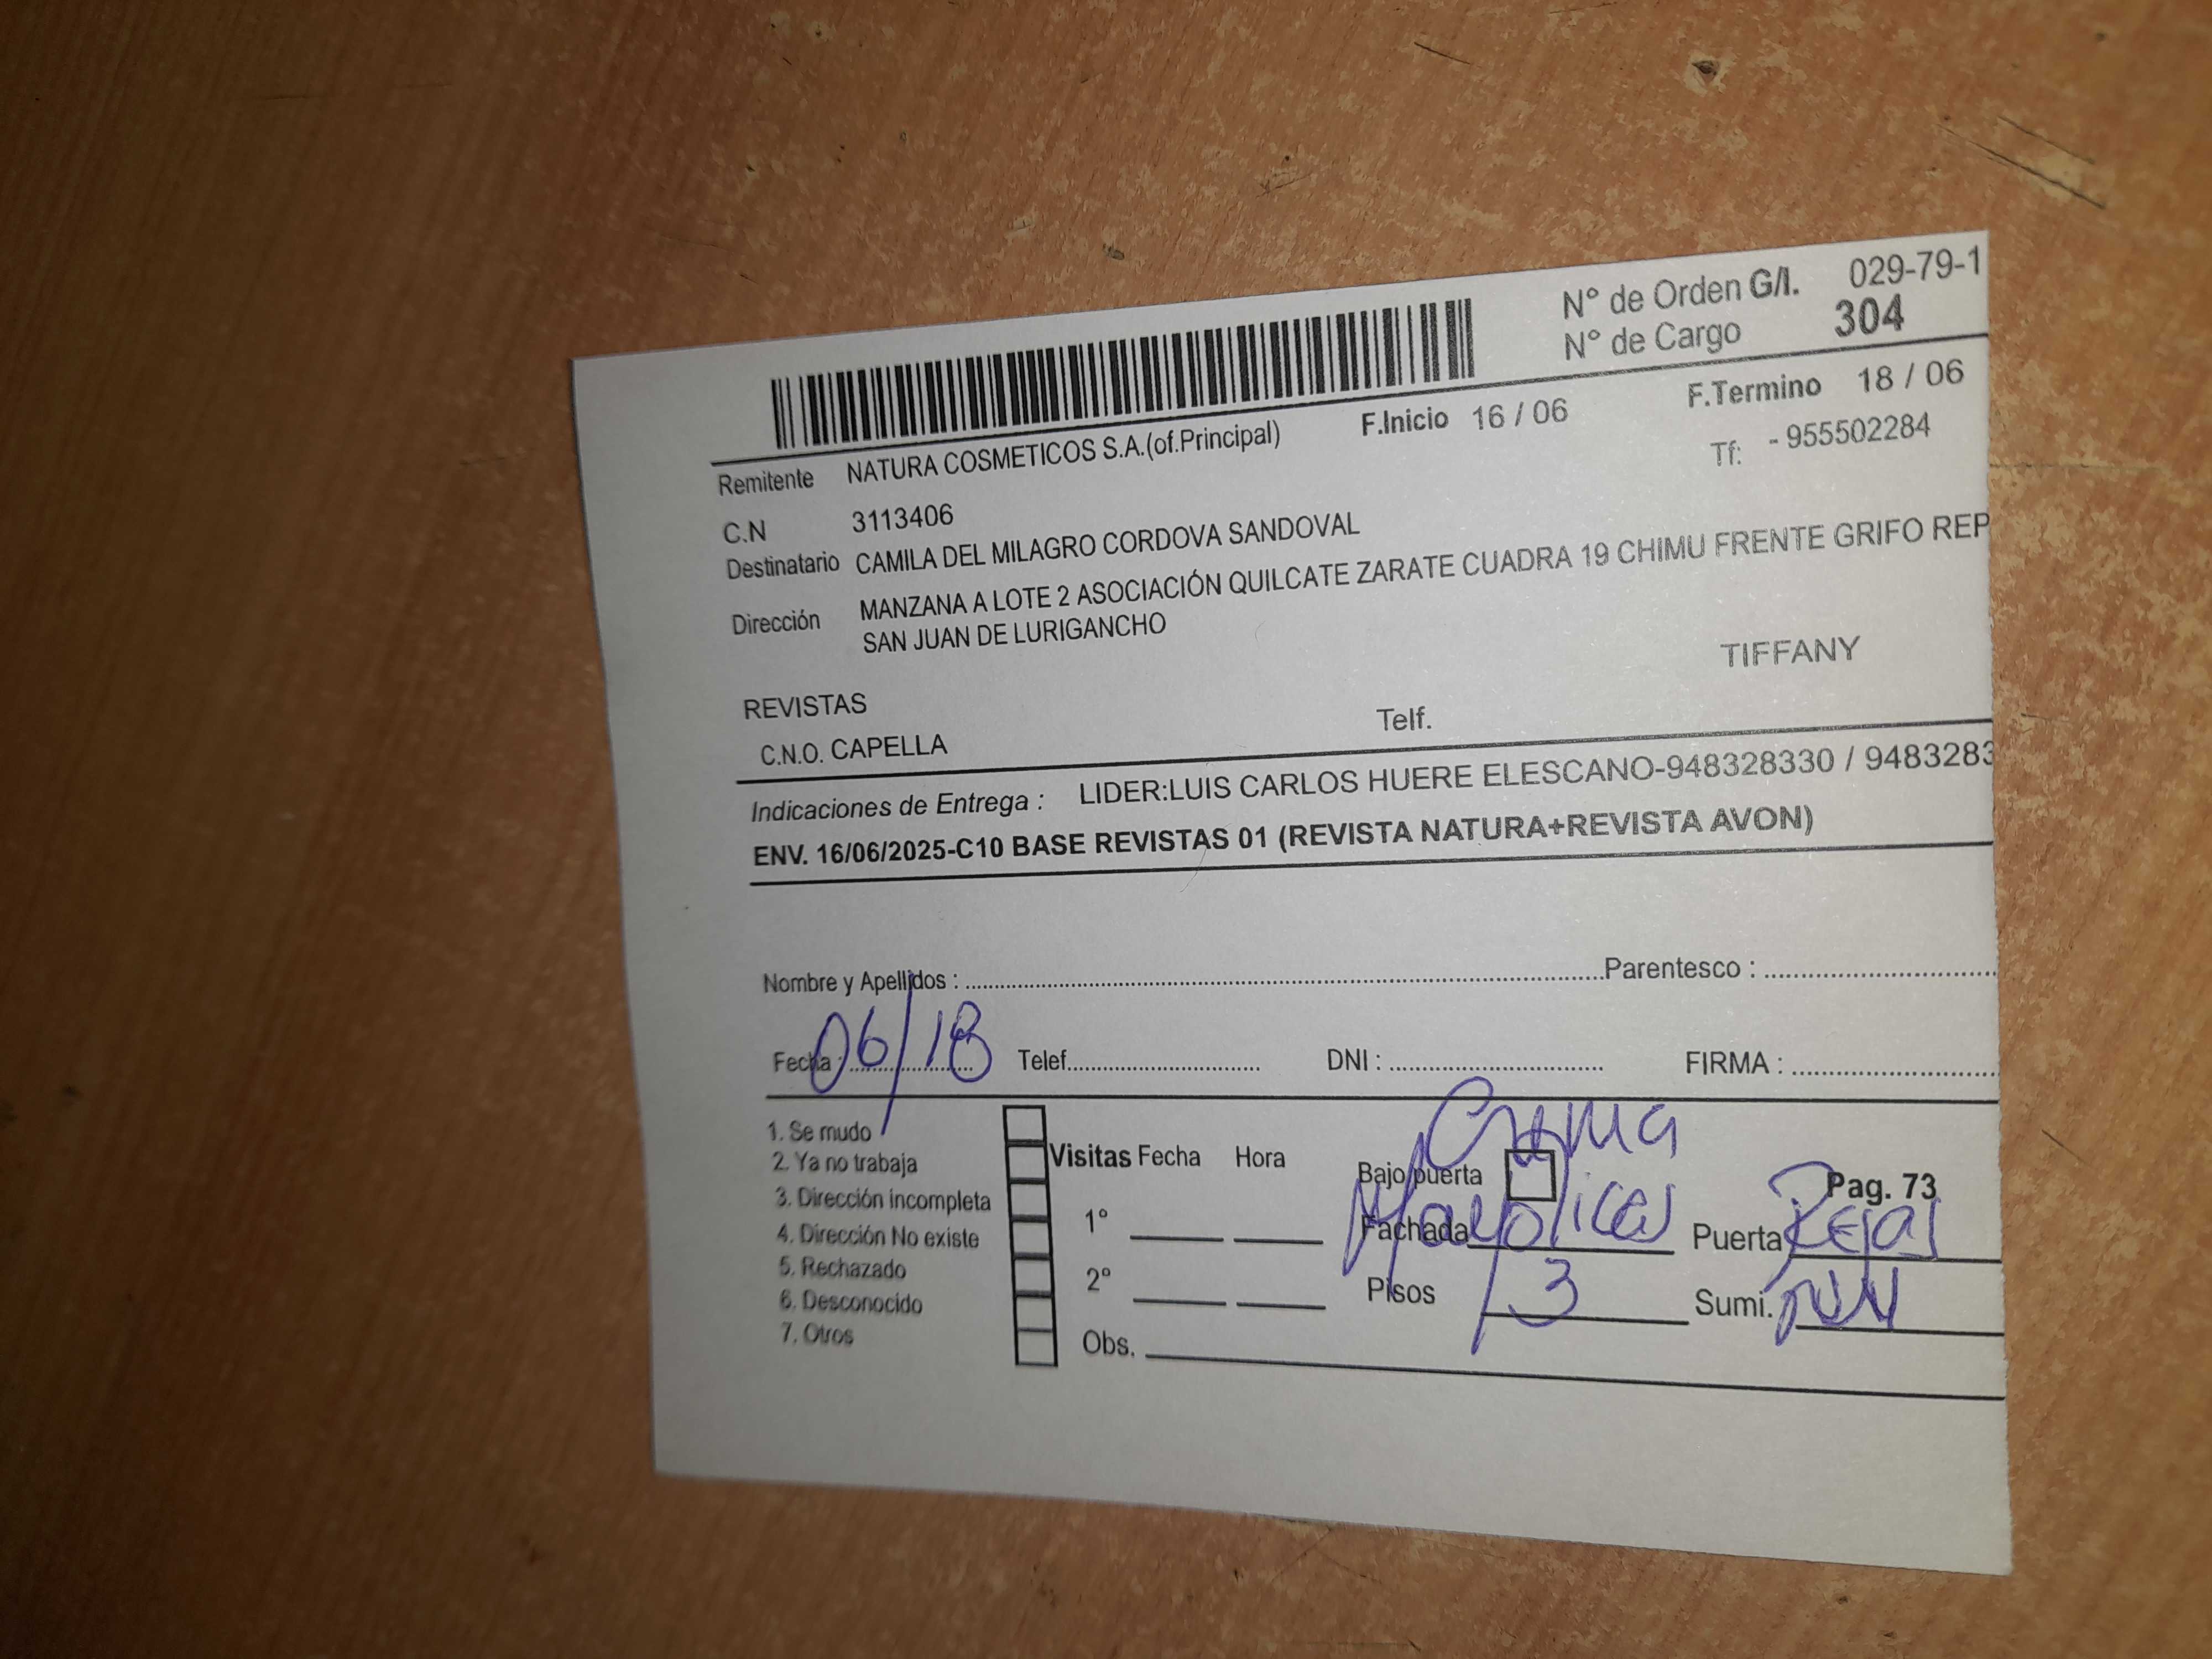 N° de Orden G/I. 029-79-1
N° de Cargo 304
F.Inicio 16 / 06 F.Termino 18 / 06
Remitente NATURA COSMETICOS S.A.(of.Principal) Tf: - 955502284
C.N 3113406
Destinatario CAMILA DEL MILAGRO CORDOVA SANDOVAL
Dirección MANZANA A LOTE 2 ASOCIACIÓN QUILCATE ZARATE CUADRA 19 CHIMU FRENTE GRIFO REP
SAN JUAN DE LURIGANCHO
TIFFANY
REVISTAS
C.N.O. CAPELLA Telf.
Indicaciones de Entrega : LIDER:LUIS CARLOS HUERE ELESCANO-948328330 / 9483283
ENV. 16/06/2025-C10 BASE REVISTAS 01 (REVISTA NATURA+REVISTA AVON)
Nombre y Apellidos : Parentesco :
Fecha : 06/18 Telef. DNI : FIRMA :
1. Se mudo
2. Ya no trabaja
3. Dirección incompleta
4. Dirección No existe
5. Rechazado
6. Desconocido
7. Otros
Visitas Fecha Hora
1°
2°
Obs.
Crema
Bajo puerta Pag. 73
Fachada Mayolicas Puerta Rejas
Pisos 3 Sumi.